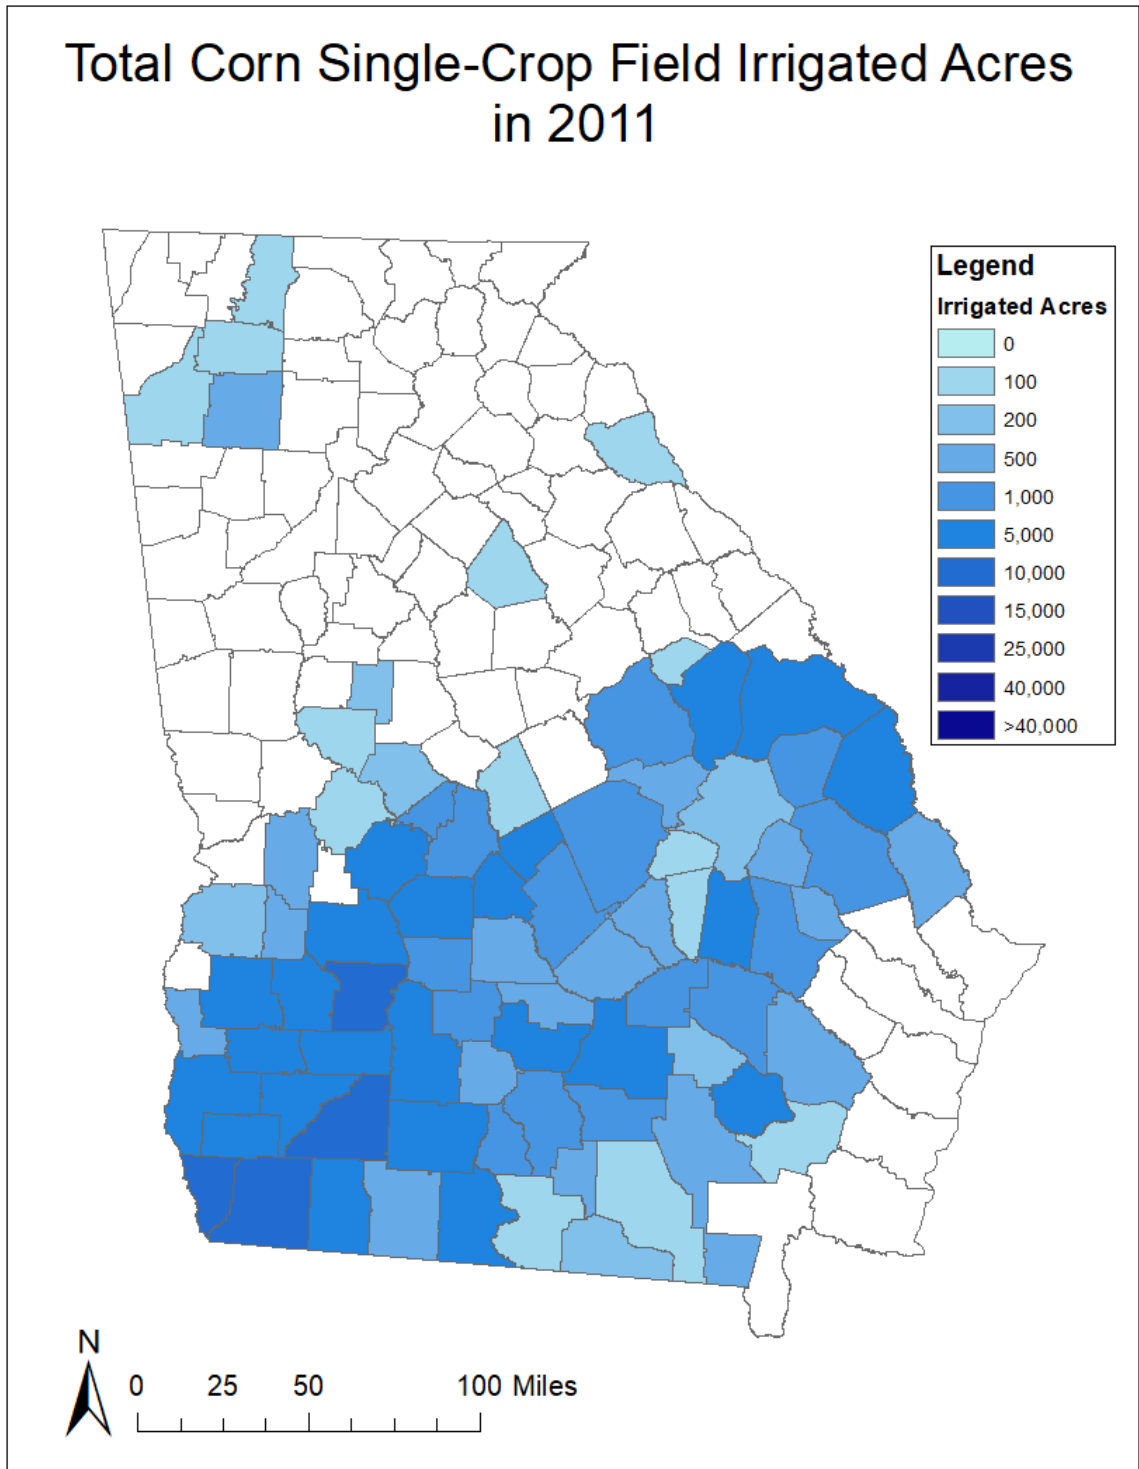 Total Corn Single-Crop Field Irrigated Acres
in 2011
Legend
Irrigated Acres
0
100
200
500
1,000
5,000
10,000
15,000
25,000
40,000
>40,000
N
0 25 50 100 Miles